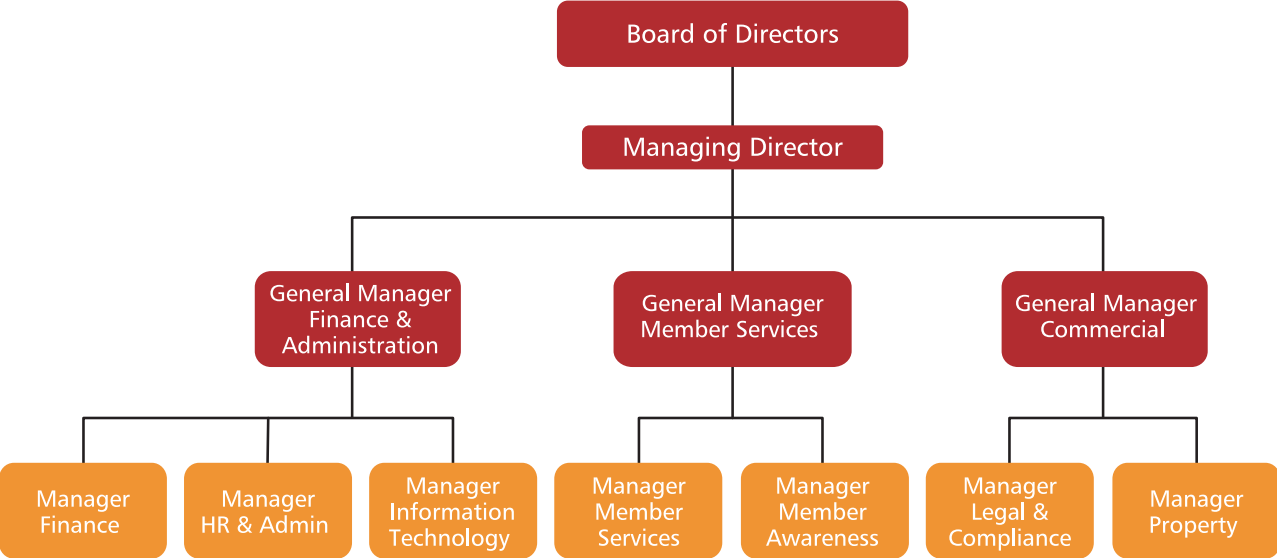 Board of Directors
Managing Director
General Manager
Finance &
Administration
General Manager
Member Services
General Manager
Commercial
Manager
Finance
Manager
HR & Admin
Manager
Information
Technology
Manager
Member
Services
Manager
Member
Awareness
Manager
Legal &
Compliance
Manager
Property